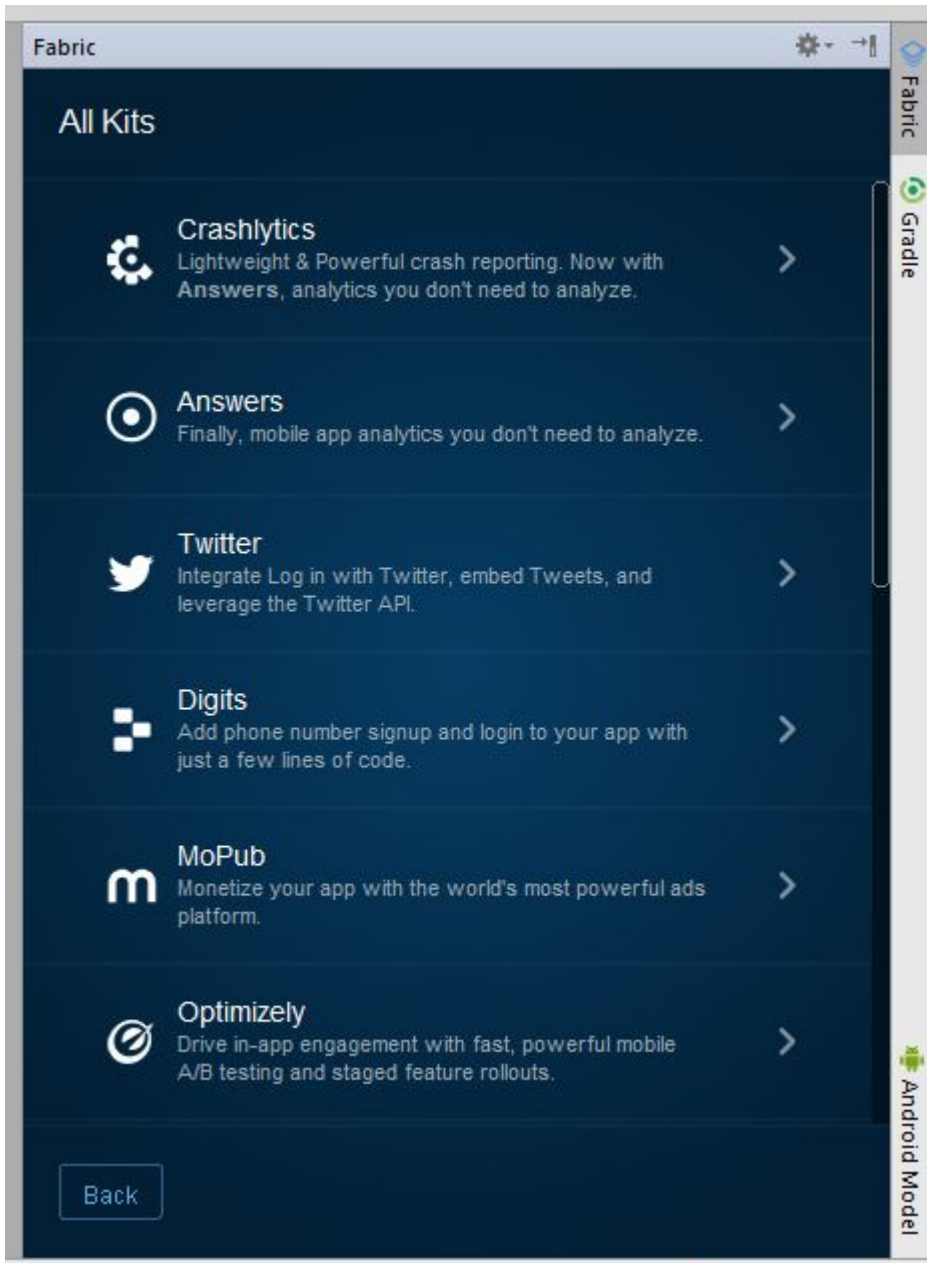 Fabric
All Kits
Crashlytics
Lightweight & Powerful crash reporting. Now with
Answers, analytics you don't need to analyze.
Answers
Finally, mobile app analytics you don't need to analyze.
Twitter
Integrate Log in with Twitter, embed Tweets, and
leverage the Twitter API.
Digits
Add phone number signup and login to your app with
just a few lines of code.
MoPub
Monetize your app with the world's most powerful ads
platform.
Optimizely
Drive in-app engagement with fast, powerful mobile
A/B testing and staged feature rollouts.
Back
Fabric
Gradle
Android Model